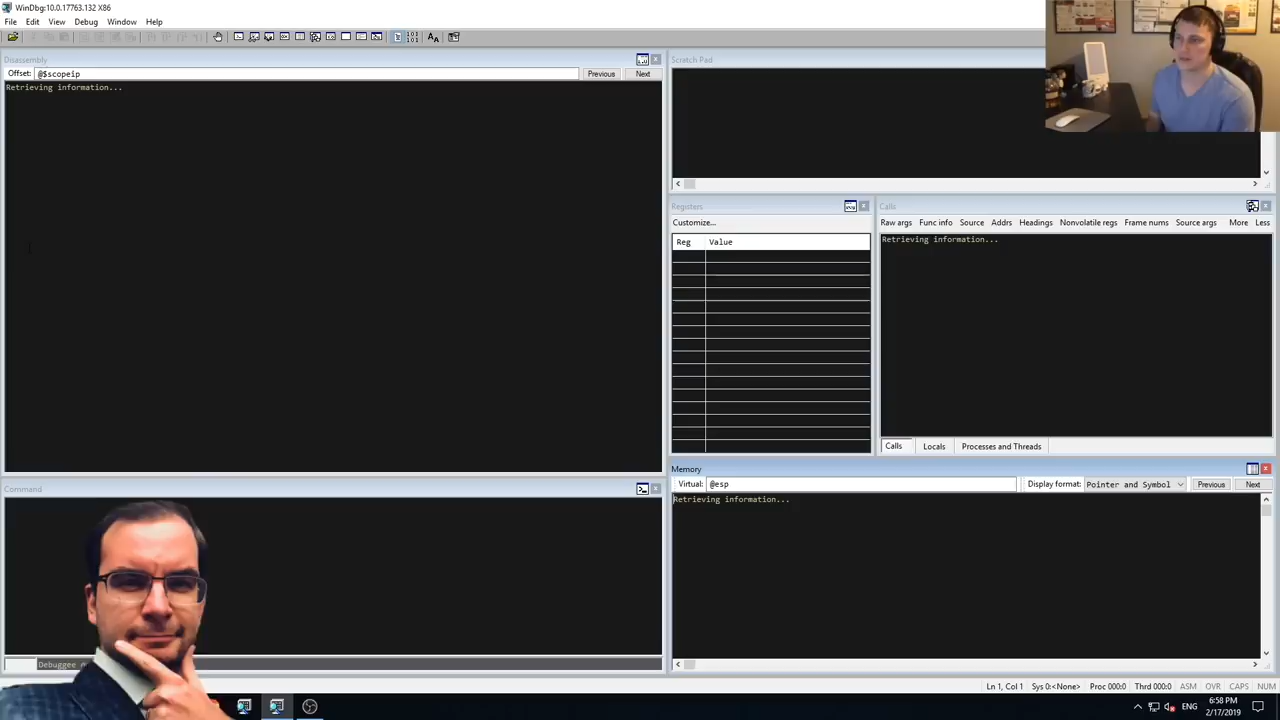 WinDbg:10.0.17763.132 X86
File Edit View Debug Window Help
Disassembly
Offset: @$scopeip
Previous Next
Retrieving information...
Scratch Pad
Registers
Customize...
Reg Value
Calls
Raw args Func info Source Addrs Headings Nonvolatile regs Frame nums Source args More Less
Retrieving information...
Calls Locals Processes and Threads
Command
Debuggee
Memory
Virtual: @esp
Display format: Pointer and Symbol
Previous Next
Retrieving information...
Ln 1, Col 1 Sys 0:<None> Proc 000:0 Thrd 000:0 ASM OVR CAPS NUM
ENG
6:58 PM
2/17/2019